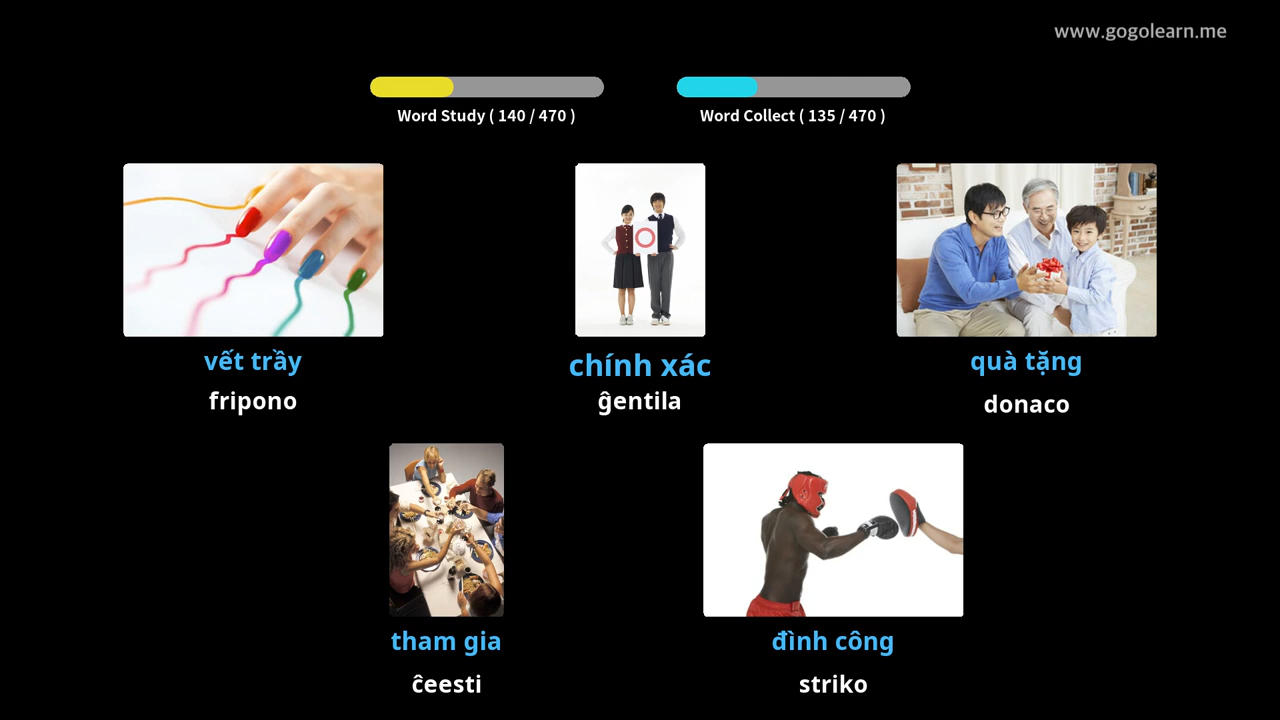 www.gogolearn.me
Word Study ( 140 / 470 )
Word Collect ( 135 / 470 )
vết trầy
fripono
chính xác
ĝentila
quà tặng
donaco
tham gia
ĉeesti
đình công
striko